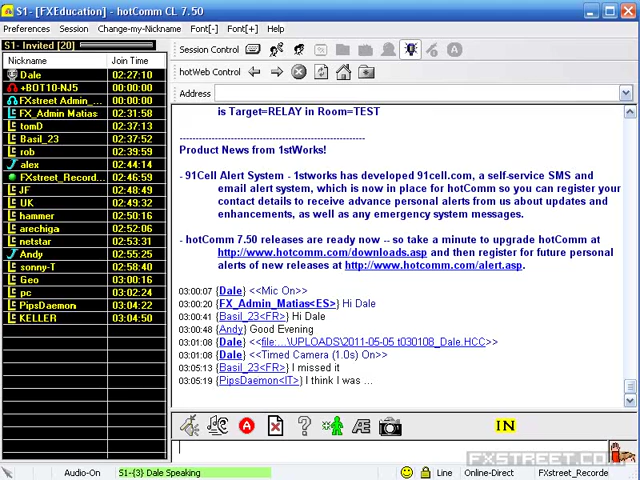 S1- [FXEducation] - hotComm CL 7.50
Preferences Session Change-my-Nickname Font[-] Font[+] Help
S1- Invited [20]
Nickname Join Time
Dale 02:27:10
+BOT10-NJ5 00:00:00
FXstreet Admin_... 00:00:00
FX_Admin Matias 02:31:58
tomD 02:37:13
Basil_23 02:37:52
rob 02:39:59
alex 02:44:14
FXstreet_Record... 02:46:59
JF 02:48:49
UK 02:49:32
hammer 02:50:16
arechiga 02:52:06
netstar 02:53:31
Andy 02:55:25
sonny-T 02:58:40
Geo 03:00:16
pc 03:02:24
PipsDaemon 03:04:22
KELLER 03:04:50
Session Control
hotWeb Control
Address
is Target=RELAY in Room=TEST
------------------------------------------------------
Product News from 1stWorks!
- 91Cell Alert System - 1stworks has developed 91cell.com, a self-service SMS and
email alert system, which is now in place for hotComm so you can register your
contact details to receive advance personal alerts from us about updates and
enhancements, as well as any emergency system messages.
- hotComm 7.50 releases are ready now -- so take a minute to upgrade hotComm at
http://www.hotcomm.com/downloads.asp and then register for future personal
alerts of new releases at http://www.hotcomm.com/alert.asp.
03:00:07 {Dale} <<Mic On>>
03:00:20 {FX_Admin_Matias<ES>} Hi Dale
03:00:41 {Basil_23<FR>} Hi Dale
03:00:48 {Andy} Good Evening
03:01:08 {Dale} <<file:...\UPLOADS\2011-05-05 t030108_Dale.HCC>>
03:01:08 {Dale} <<Timed Camera (1.0s) On>>
03:05:13 {Basil_23<FR>} I missed it
03:05:19 {PipsDaemon<IT>} I think I was ...
A ? Æ IN
FXSTREET.COM
Audio-On S1-{3} Dale Speaking Line Online-Direct FXstreet_Recorde